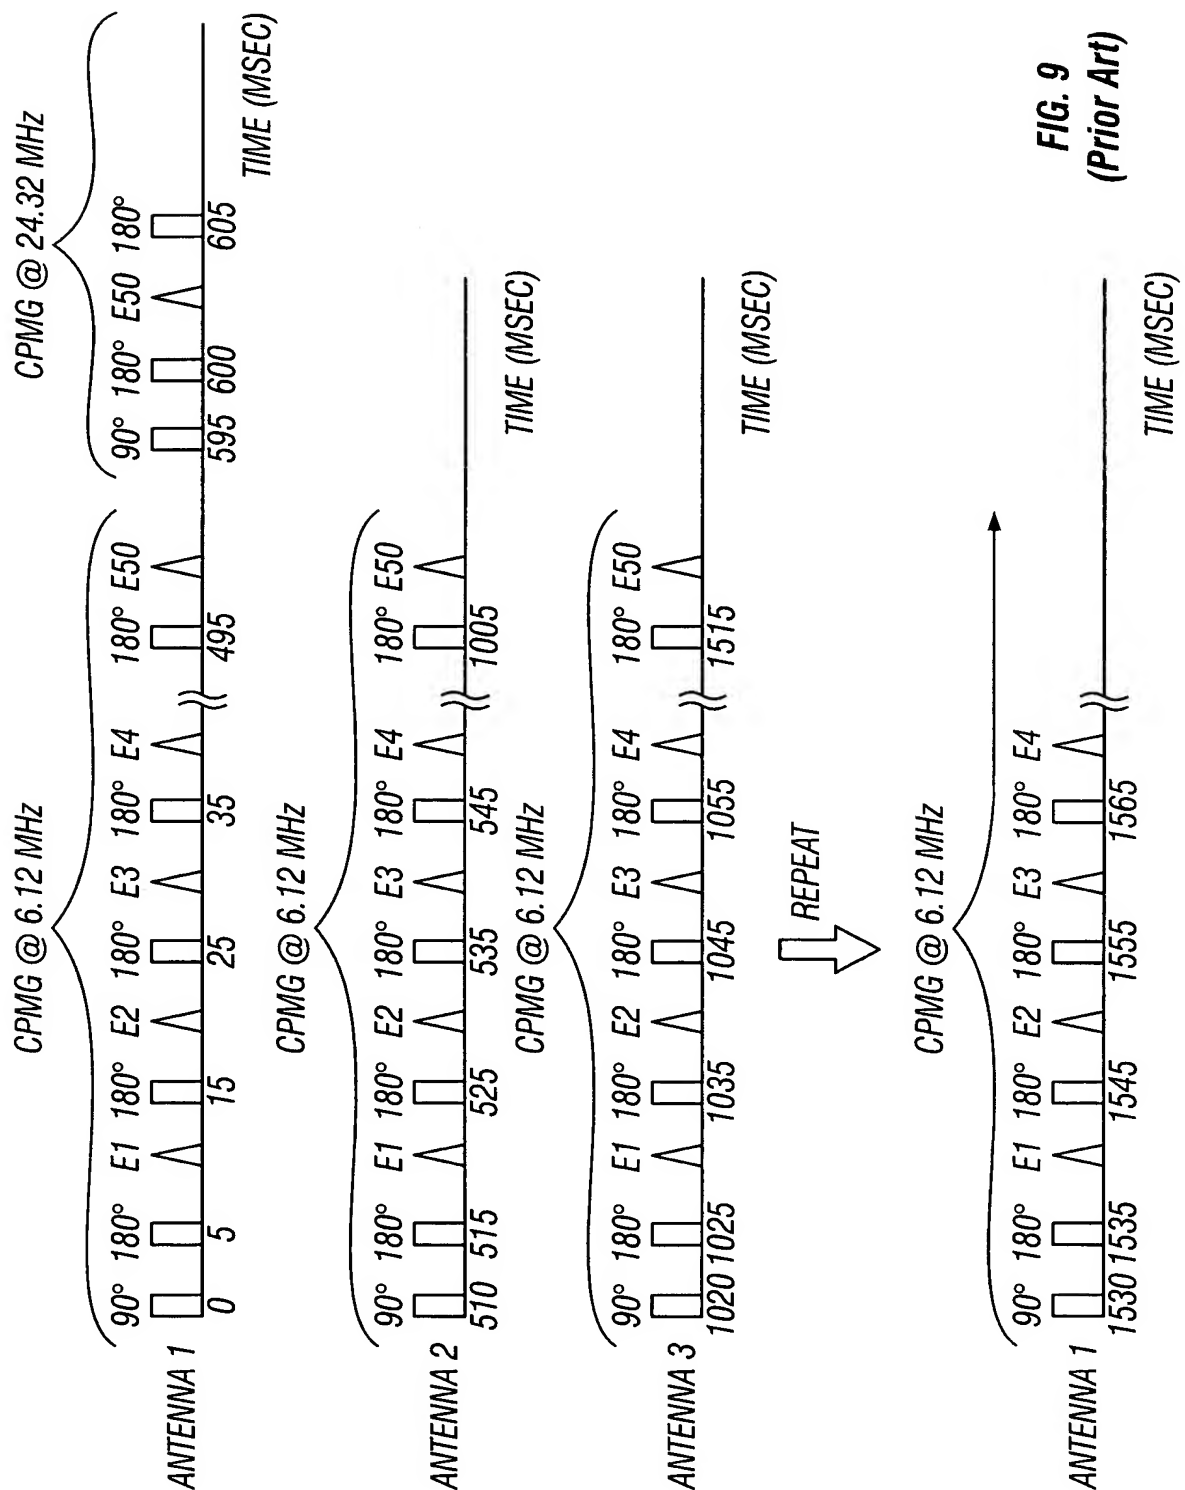 CPMG @ 6.12 MHz
CPMG @ 24.32 MHz
90° 180° E1 180° E2 180° E3 180° E4 180° E50 90° 180° E50 180°
ANTENNA 1
0 5 15 25 35 495 595 600 605
TIME (MSEC)
CPMG @ 6.12 MHz
90° 180° E1 180° E2 180° E3 180° E4 180° E50
ANTENNA 2
510 515 525 535 545 1005
TIME (MSEC)
CPMG @ 6.12 MHz
90° 180° E1 180° E2 180° E3 180° E4 180° E50
ANTENNA 3
1020 1025 1035 1045 1055 1515
TIME (MSEC)
REPEAT
CPMG @ 6.12 MHz
90° 180° E1 180° E2 180° E3 180° E4
ANTENNA 1
1530 1535 1545 1555 1565
TIME (MSEC)
FIG. 9
(Prior Art)